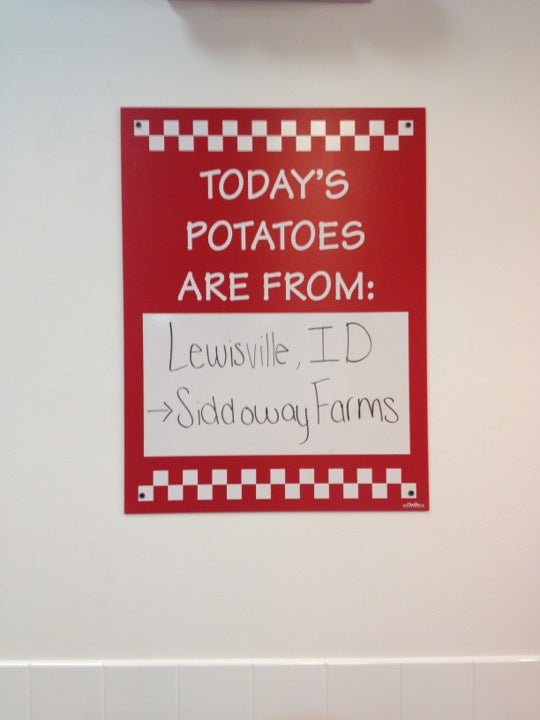 TODAY'S
POTATOES
ARE FROM:
Lewisville, ID
→Siddoway Farms